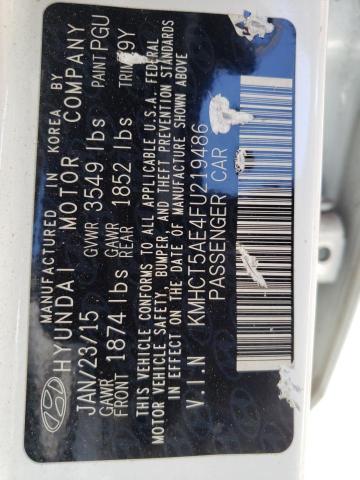 MANUFACTURED IN KOREA BY
HYUNDAI MOTOR COMPANY
JAN/23/15 GVWR 3549 lbs PAINT PGU
GAWR FRONT 1874 lbs GAWR REAR 1852 lbs TRIM 9Y
THIS VEHICLE CONFORMS TO ALL APPLICABLE U.S.A. FEDERAL
MOTOR VEHICLE SAFETY, BUMPER, AND THEFT PREVENTION STANDARDS
IN EFFECT ON THE DATE OF MANUFACTURE SHOWN ABOVE
V.I.N KMHCT5AE4FU219486
PASSENGER CAR